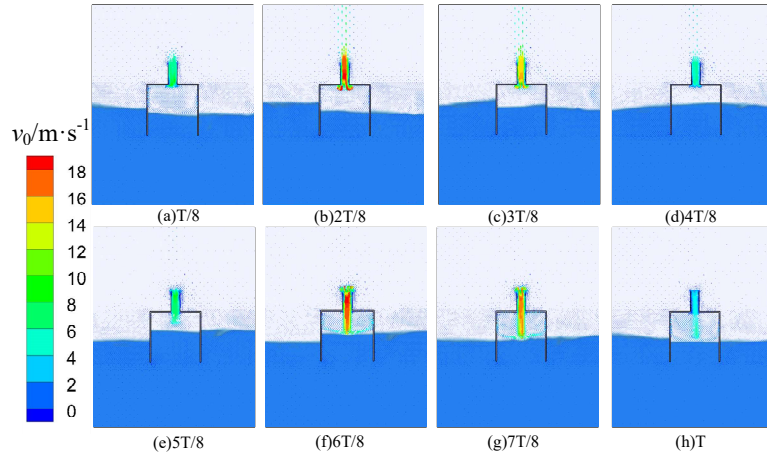 v₀/m·s⁻¹
18
16
14
12
10
8
6
4
2
0
(a)T/8
(b)2T/8
(c)3T/8
(d)4T/8
(e)5T/8
(f)6T/8
(g)7T/8
(h)T